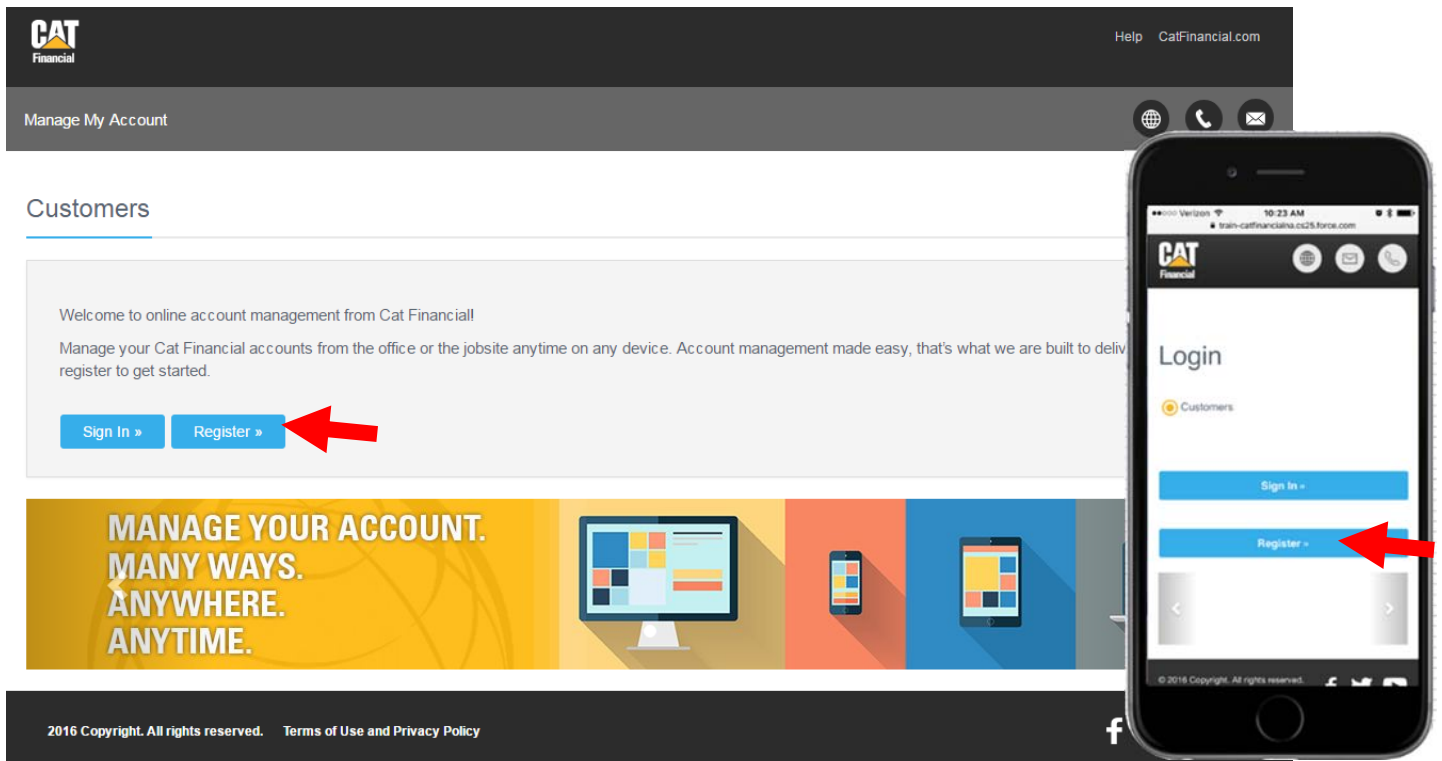 CAT
Financial
Help CatFinancial.com
Manage My Account
Customers
Welcome to online account management from Cat Financial!
Manage your Cat Financial accounts from the office or the jobsite anytime on any device. Account management made easy, that's what we are built to deliv
register to get started.
Sign In »
Register »
MANAGE YOUR ACCOUNT.
MANY WAYS.
ANYWHERE.
ANYTIME.
2016 Copyright. All rights reserved. Terms of Use and Privacy Policy
f
Verizon 10:23 AM
train-catfinancialna.cs25.force.com
CAT
Financial
Login
Customers
Sign In »
Register »
© 2016 Copyright. All rights reserved.
f